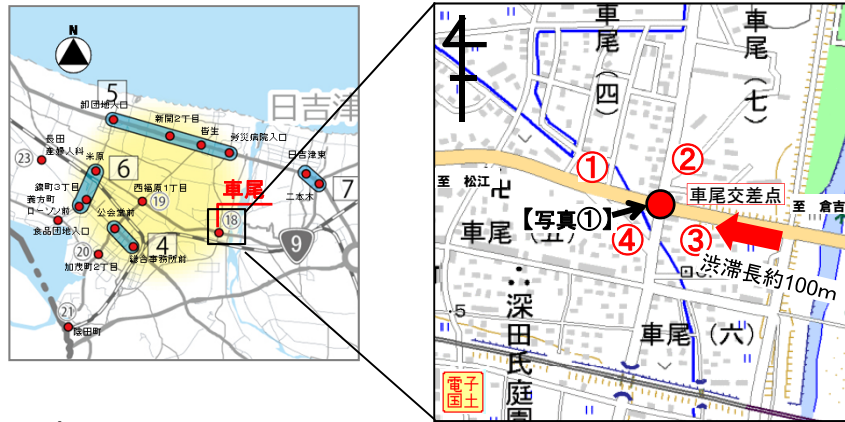 N
5
卸団地入口
新開2丁目
皆生
労災病院入口
日吉津
長田
産婦人科
23
米原
6
日吉津東
7
二本木
錦町3丁目
義方町
ローソン前
食品団地入口
公会堂前
西福原1丁目
19
車尾
18
20
4
総合事務所前
9
加茂町2丁目
21
陰田町
車尾(四)
車尾(七)
①
②
至 松江
卍
車尾交差点
至 倉吉
【写真①】
車尾(五)
④
③
渋滞長約100m
・5
深田氏庭園
車尾(六)
電子
国土